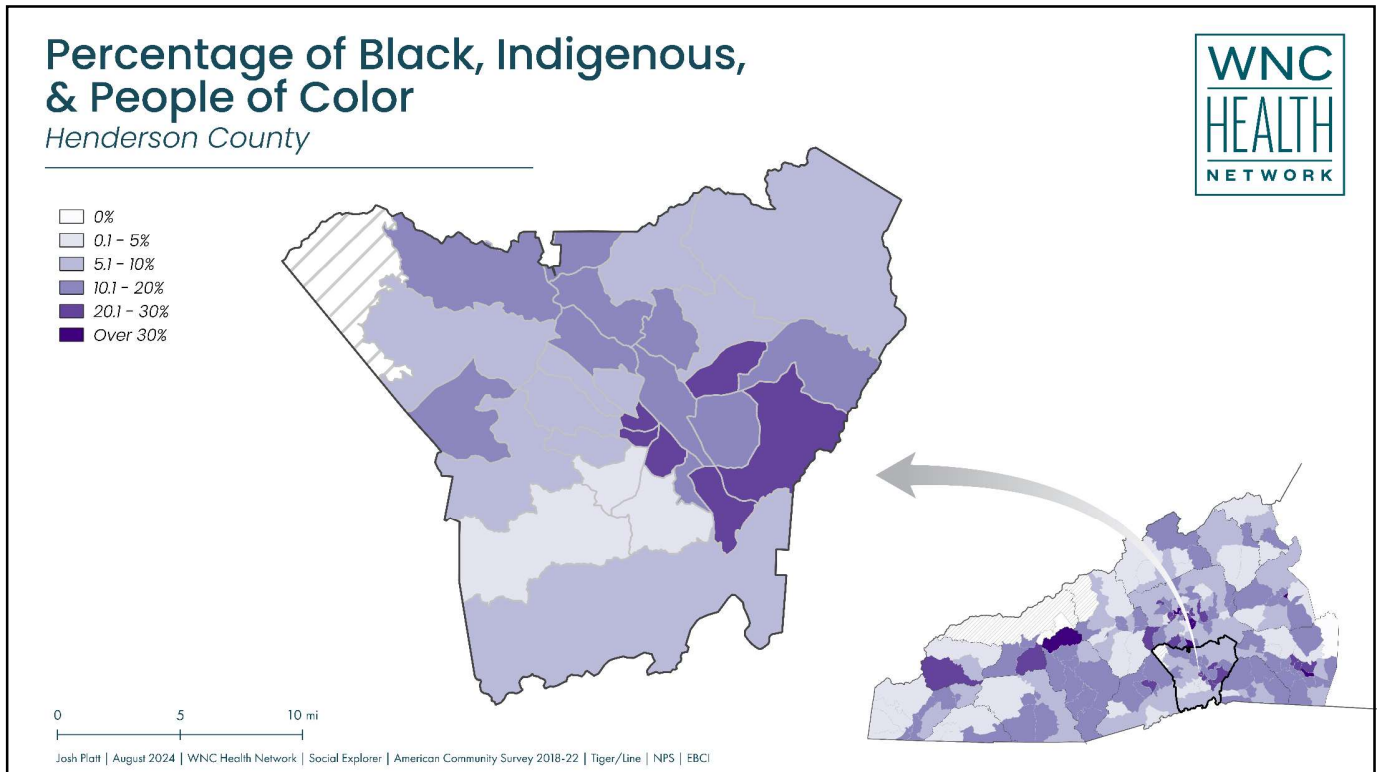 Percentage of Black, Indigenous,
& People of Color
Henderson County
WNC
HEALTH
NETWORK
0%
0.1 - 5%
5.1 - 10%
10.1 - 20%
20.1 - 30%
Over 30%
0 5 10 mi
Josh Platt | August 2024 | WNC Health Network | Social Explorer | American Community Survey 2018-22 | Tiger/Line | NPS | EBCI